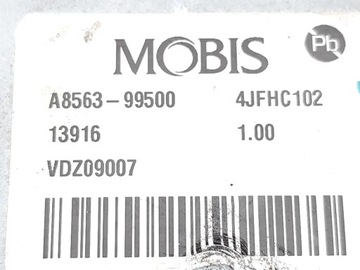 MOBIS
Pb
A8563-99500 4JFHC102
13916 1.00
VDZ09007